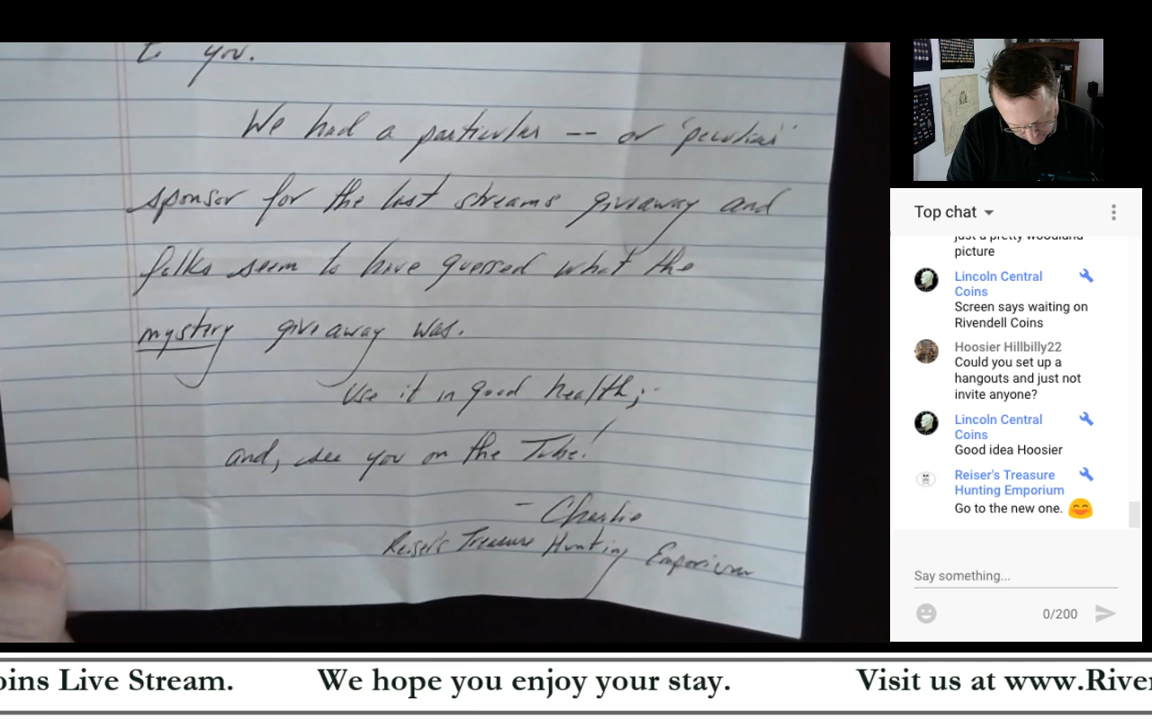 to you.
We had a particular -- or 'peculiar'
sponsor for the last streams giveaway and
folks seem to have guessed what the
mystery giveaway was.
Use it in good health;
and, see you on the Tube!
- Charlie
Reiser's Treasure Hunting Emporium
Top chat
just a pretty woodland
picture
Lincoln Central
Coins
Screen says waiting on
Rivendell Coins
Hoosier Hillbilly22
Could you set up a
hangouts and just not
invite anyone?
Lincoln Central
Coins
Good idea Hoosier
Reiser's Treasure
Hunting Emporium
Go to the new one.
Say something...
0/200
oins Live Stream. We hope you enjoy your stay. Visit us at www.River